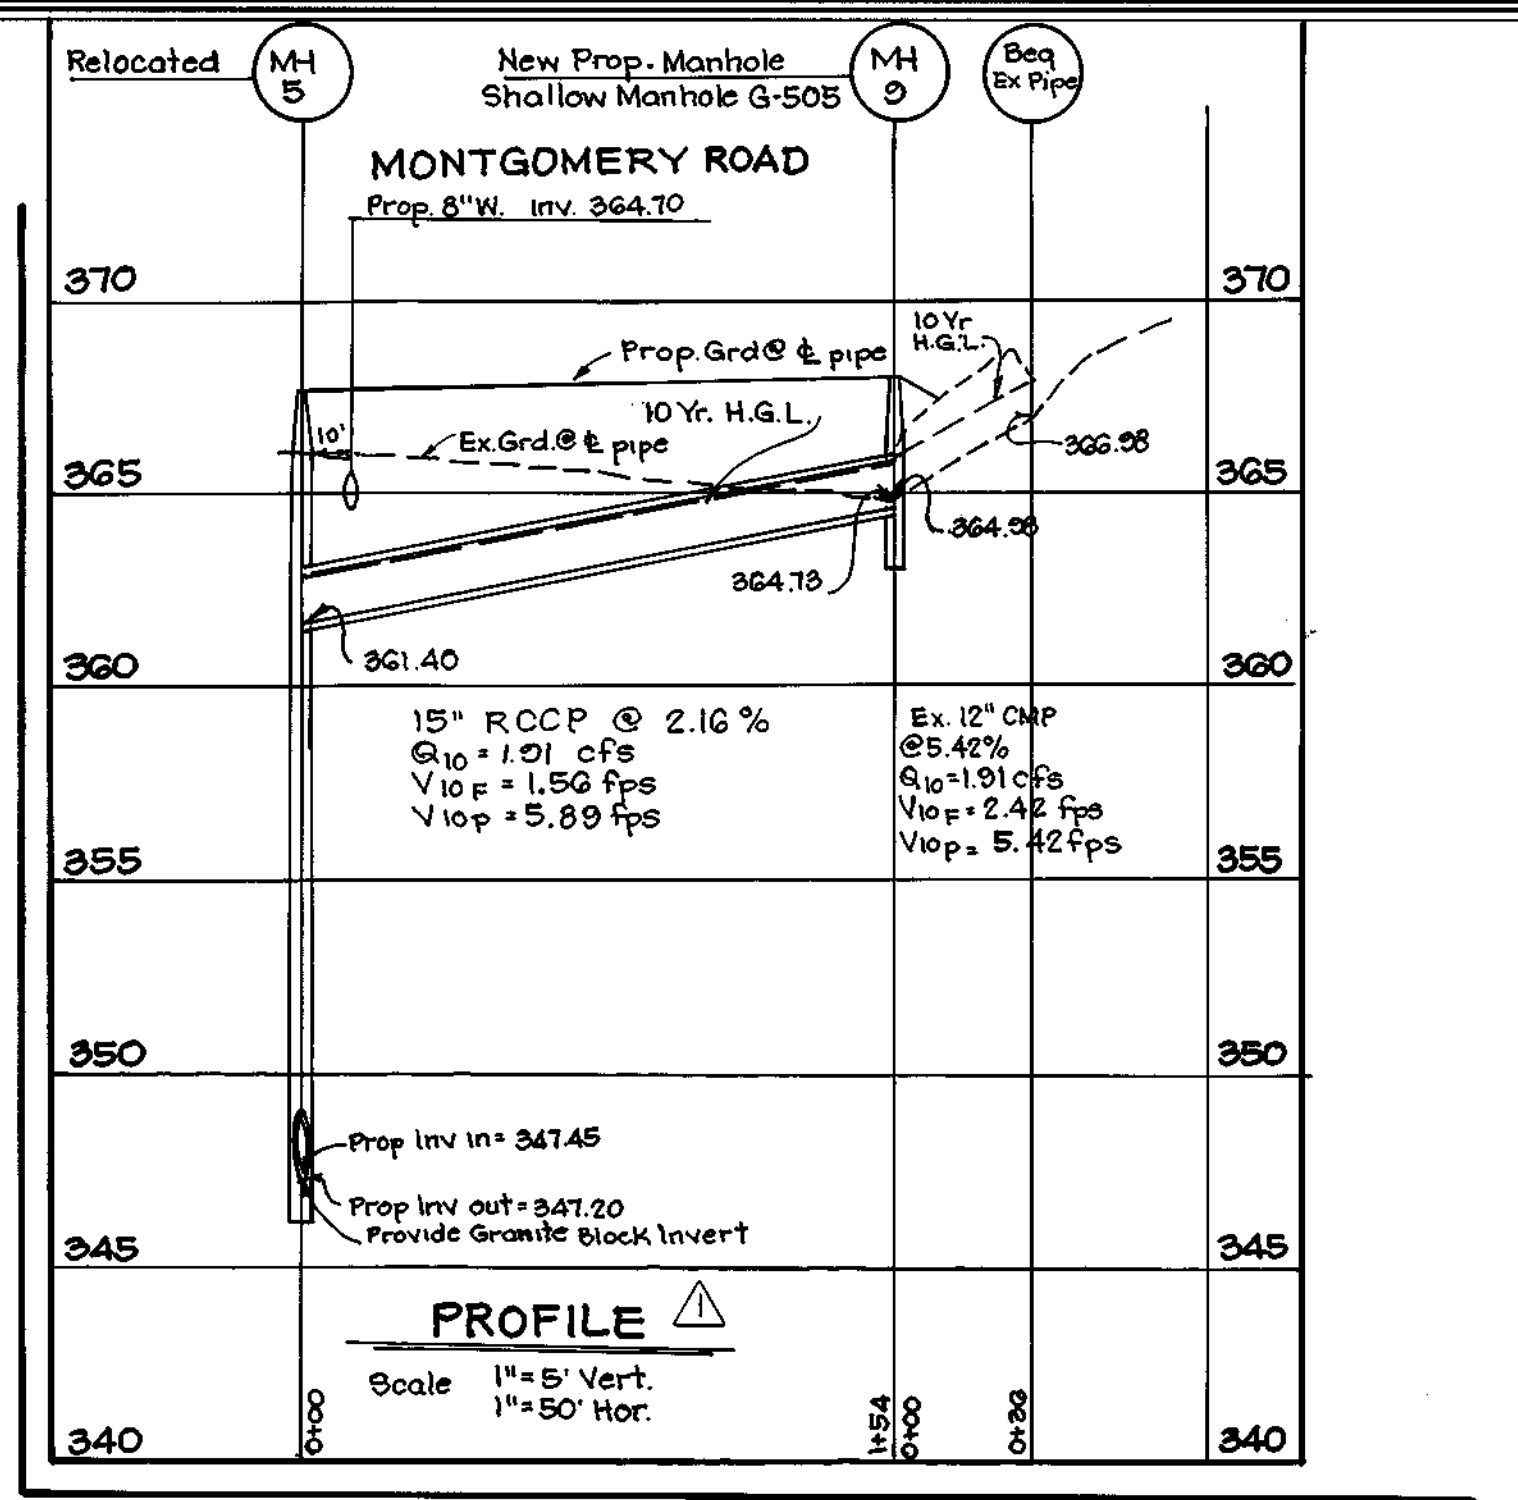 Relocated
MH
5
New Prop. Manhole
Shallow Manhole G-505
MH
9
Beg
Ex Pipe
MONTGOMERY ROAD
Prop. 8"W. Inv. 364.70
370
370
10 Yr
H.G.L.
Prop. Grd @ ℄ pipe
10 Yr. H.G.L.
10'
Ex. Grd. @ ℄ pipe
366.98
365
365
364.98
364.73
361.40
360
360
15" RCCP @ 2.16%
Q10 = 1.91 cfs
V10F = 1.56 fps
V10P = 5.89 fps
Ex. 12" CMP
@5.42%
Q10=1.91 cfs
V10F = 2.42 fps
V10P = 5.42 fps
355
355
350
350
Prop Inv in = 347.45
Prop Inv out = 347.20
Provide Granite Block Invert
345
345
PROFILE
1
Scale 1"=5' Vert.
1"=50' Hor.
0+00
1+54
0+00
340
340